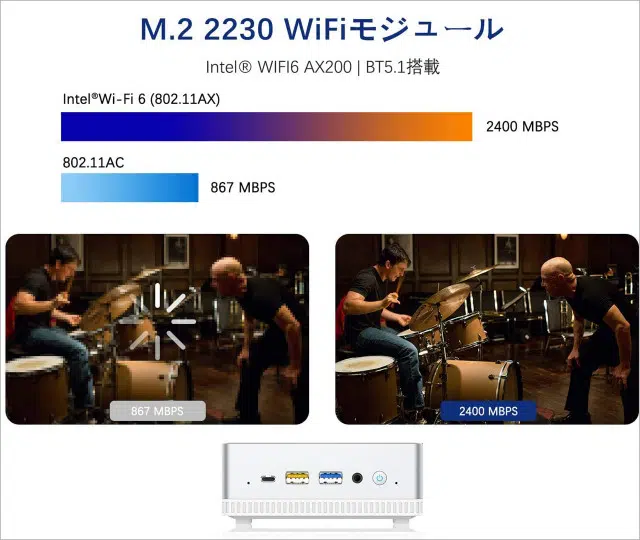 M.2 2230 WiFiモジュール
Intel® WIFI6 AX200 | BT5.1搭載
Intel®Wi-Fi 6 (802.11AX)
2400 MBPS
802.11AC
867 MBPS
867 MBPS
2400 MBPS